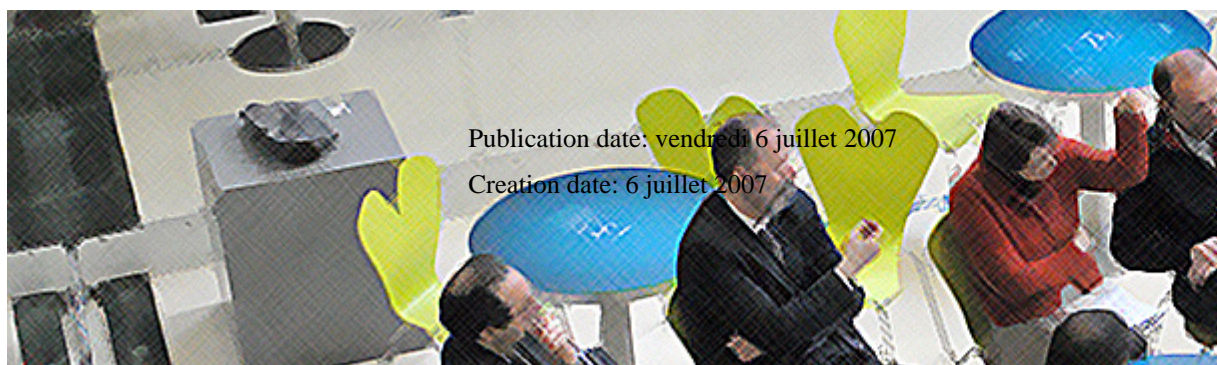 Publication date: vendredi 6 juillet 2007
Creation date: 6 juillet 2007